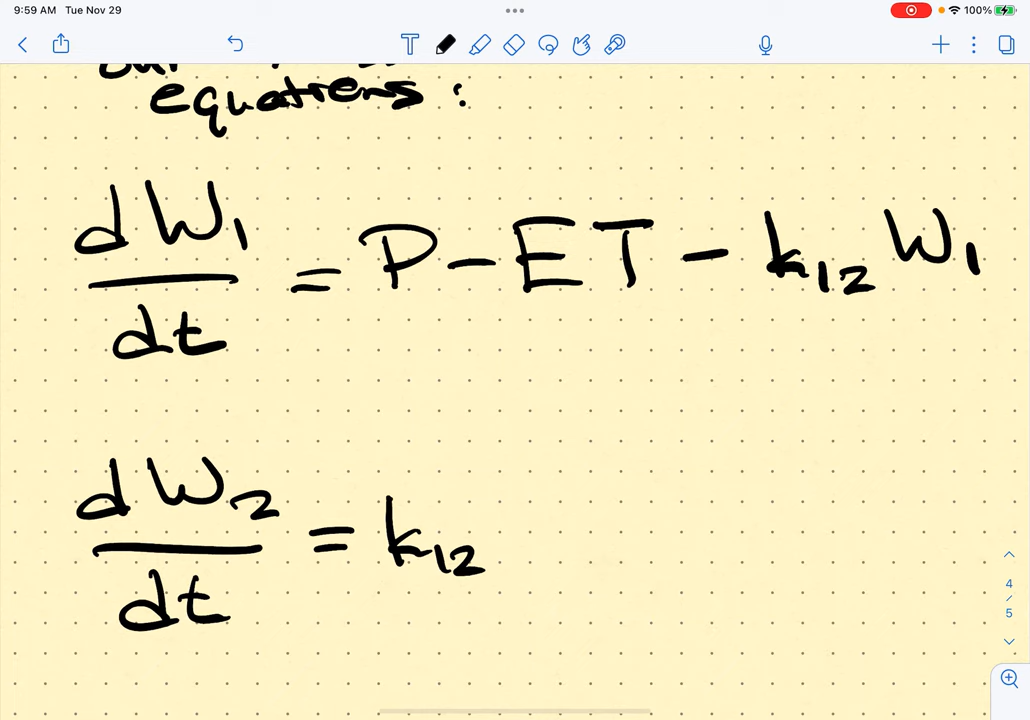 9:59 AM Tue Nov 29
100%
T
equations:
dW₁/dt = P - ET - k₁₂ W₁
dW₂/dt = k₁₂
4
/
5